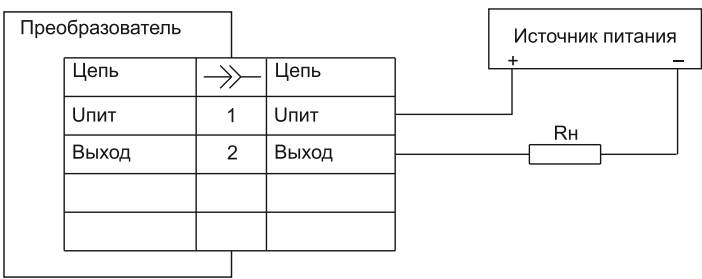 Преобразователь
Источник питания
+ –
Цепь Цепь
Uпит 1 Uпит
Выход 2 Выход
Rн